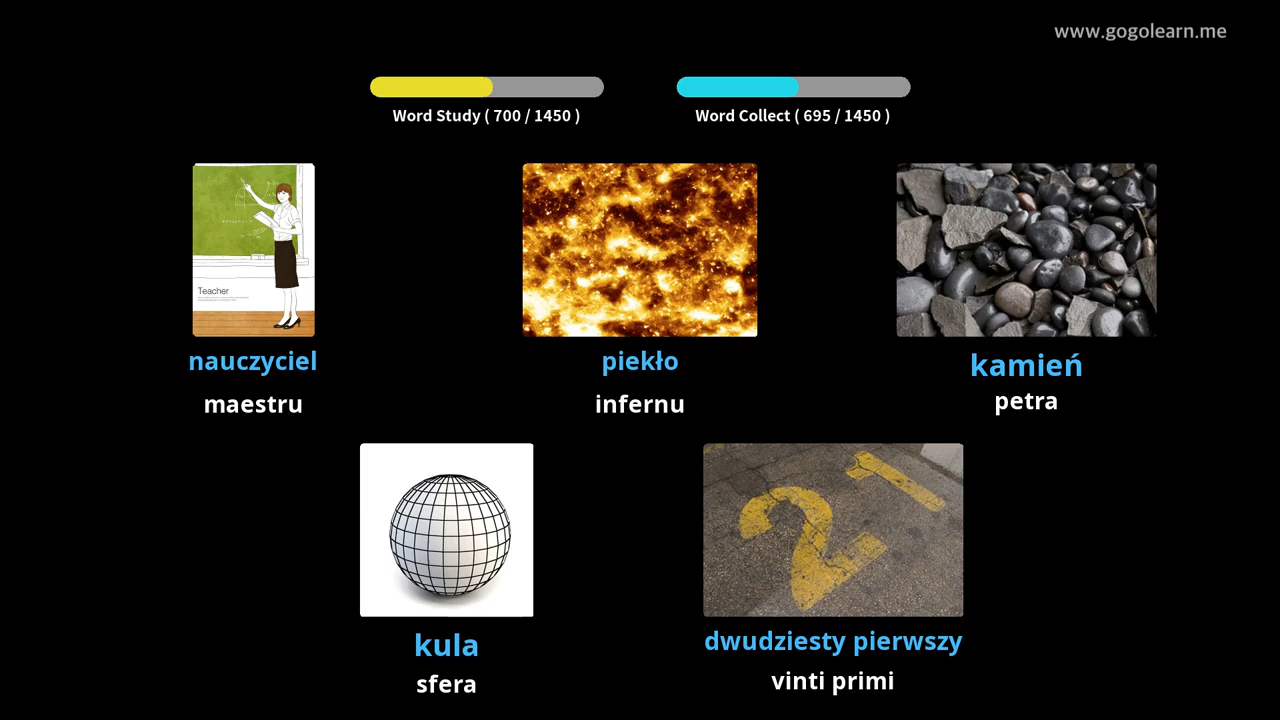 www.gogolearn.me
Word Study ( 700 / 1450 )
Word Collect ( 695 / 1450 )
Teacher
nauczyciel
maestru
piekło
infernu
kamień
petra
21
kula
sfera
dwudziesty pierwszy
vinti primi